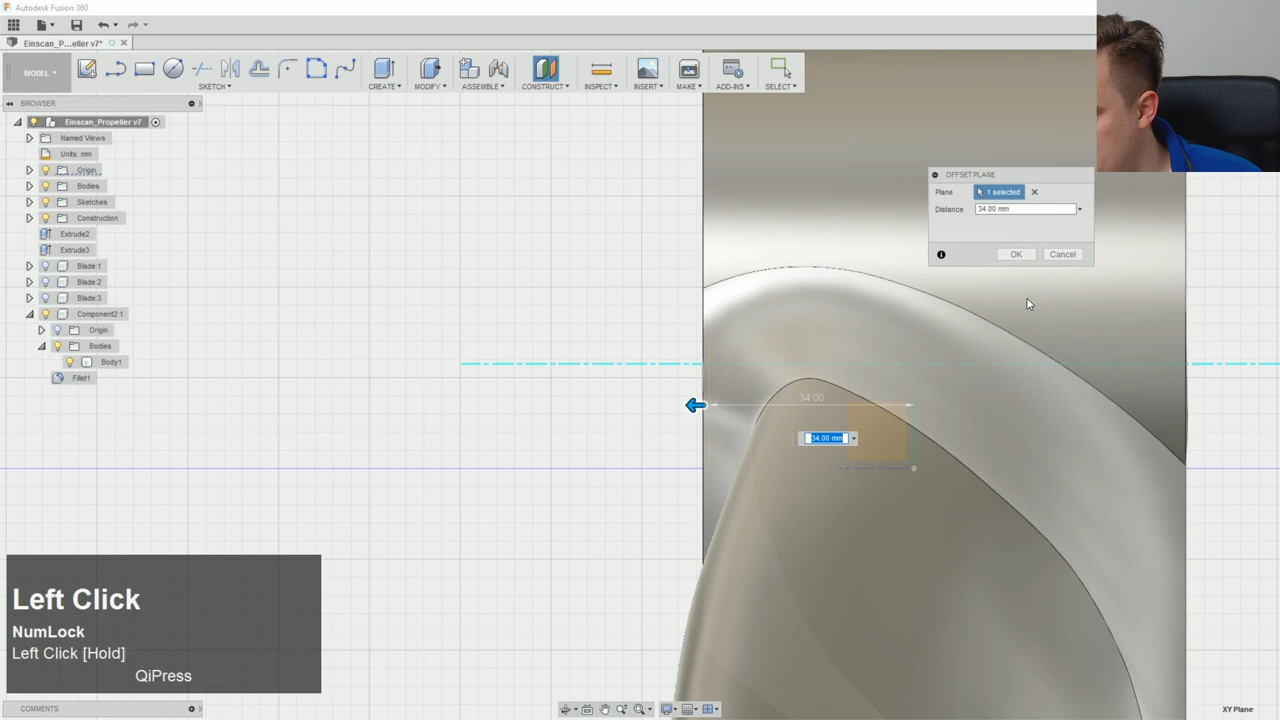 Autodesk Fusion 360
Einscan_P...eller v7*
MODEL
SKETCH
CREATE
MODIFY
ASSEMBLE
CONSTRUCT
INSPECT
INSERT
MAKE
ADD-INS
SELECT
BROWSER
Einscan_Propeller v7
Named Views
Units: mm
Origin
Bodies
Sketches
Construction
Extrude2
Extrude3
Blade:1
Blade:2
Blade:3
Component2:1
Origin
Bodies
Body1
Fillet1
OFFSET PLANE
Plane 1 selected
Distance 34.00 mm
OK Cancel
34.00
34.00 mm
Left Click
NumLock
Left Click [Hold]
QiPress
COMMENTS
XY Plane